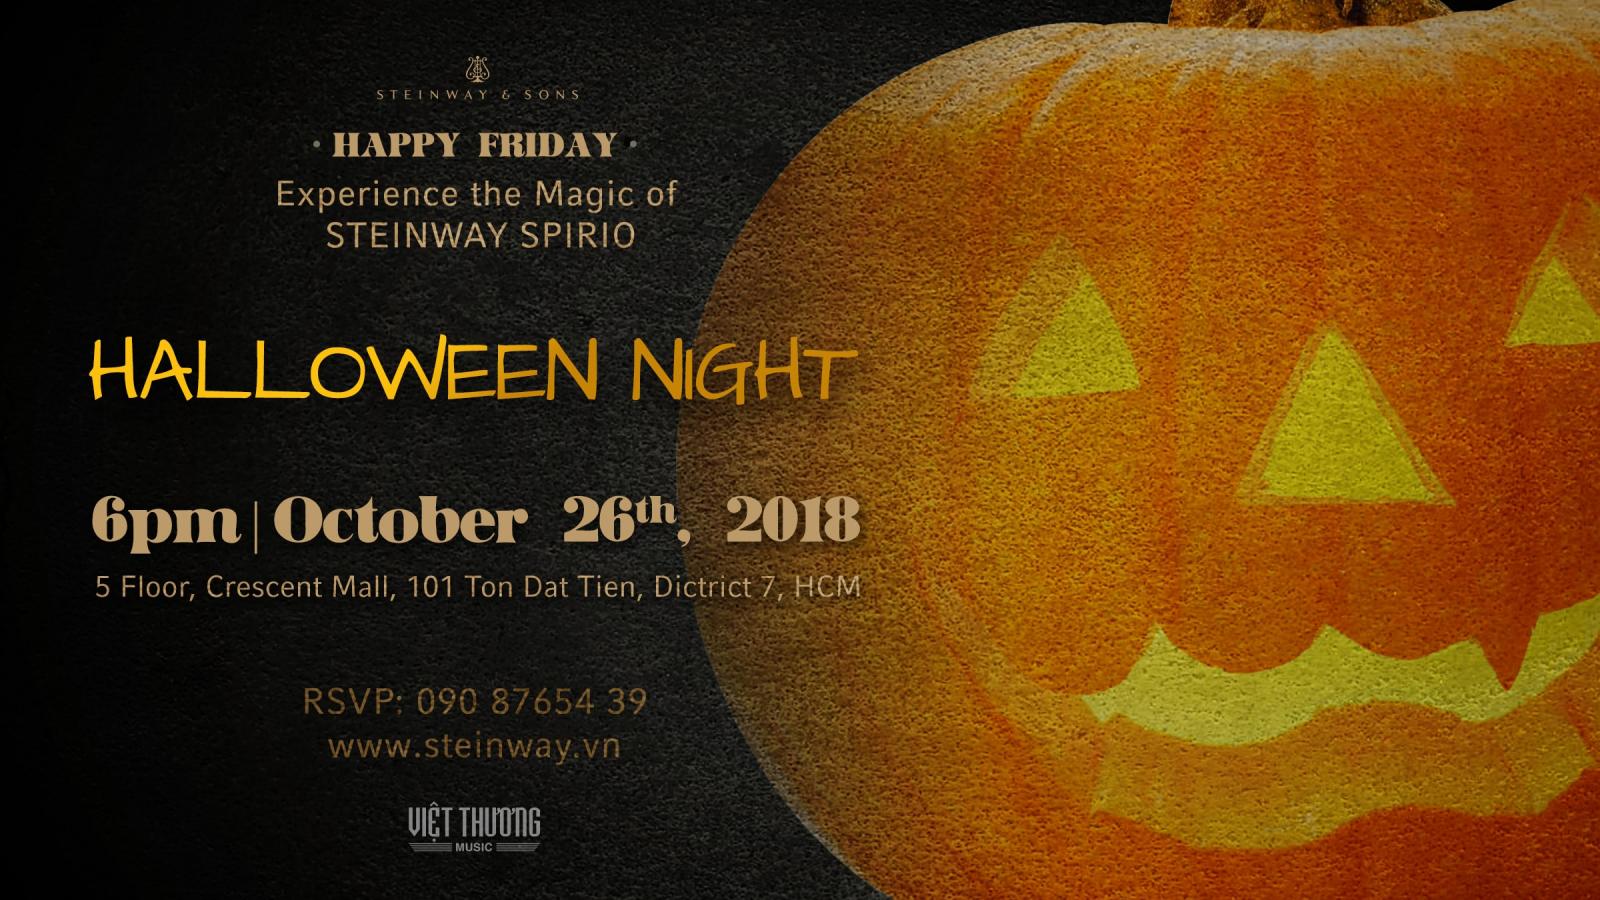 STEINWAY & SONS
· HAPPY FRIDAY ·
Experience the Magic of
STEINWAY SPIRIO
HALLOWEEN NIGHT
6pm | October 26th, 2018
5 Floor, Crescent Mall, 101 Ton Dat Tien, Dictrict 7, HCM
RSVP: 090 87654 39
www.steinway.vn
VIỆT THƯƠNG
MUSIC